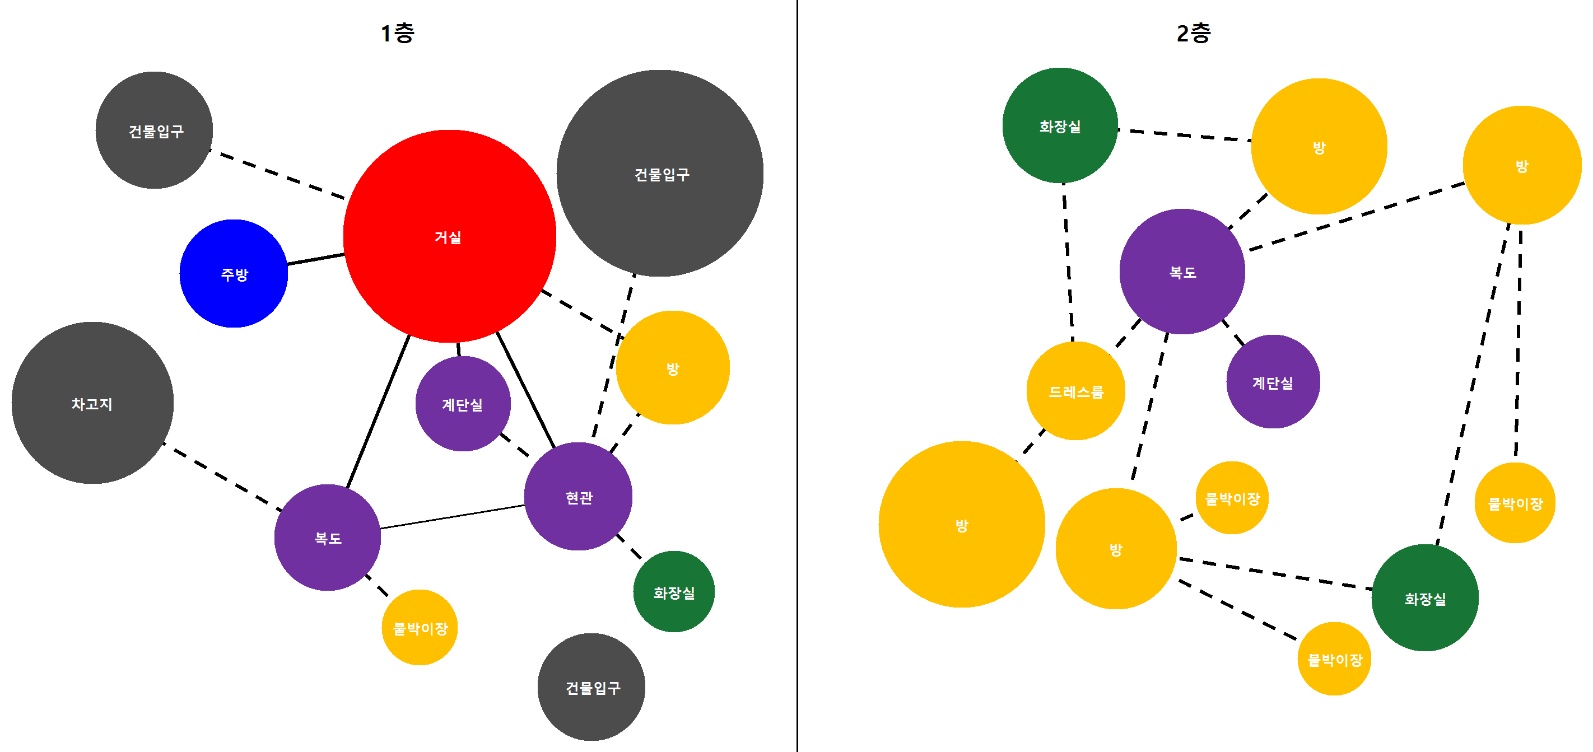 1층
건물입구
건물입구
거실
주방
방
차고지
계단실
현관
복도
화장실
붙박이장
건물입구
2층
화장실
방
방
복도
계단실
드레스룸
붙박이장
붙박이장
방
방
화장실
붙박이장